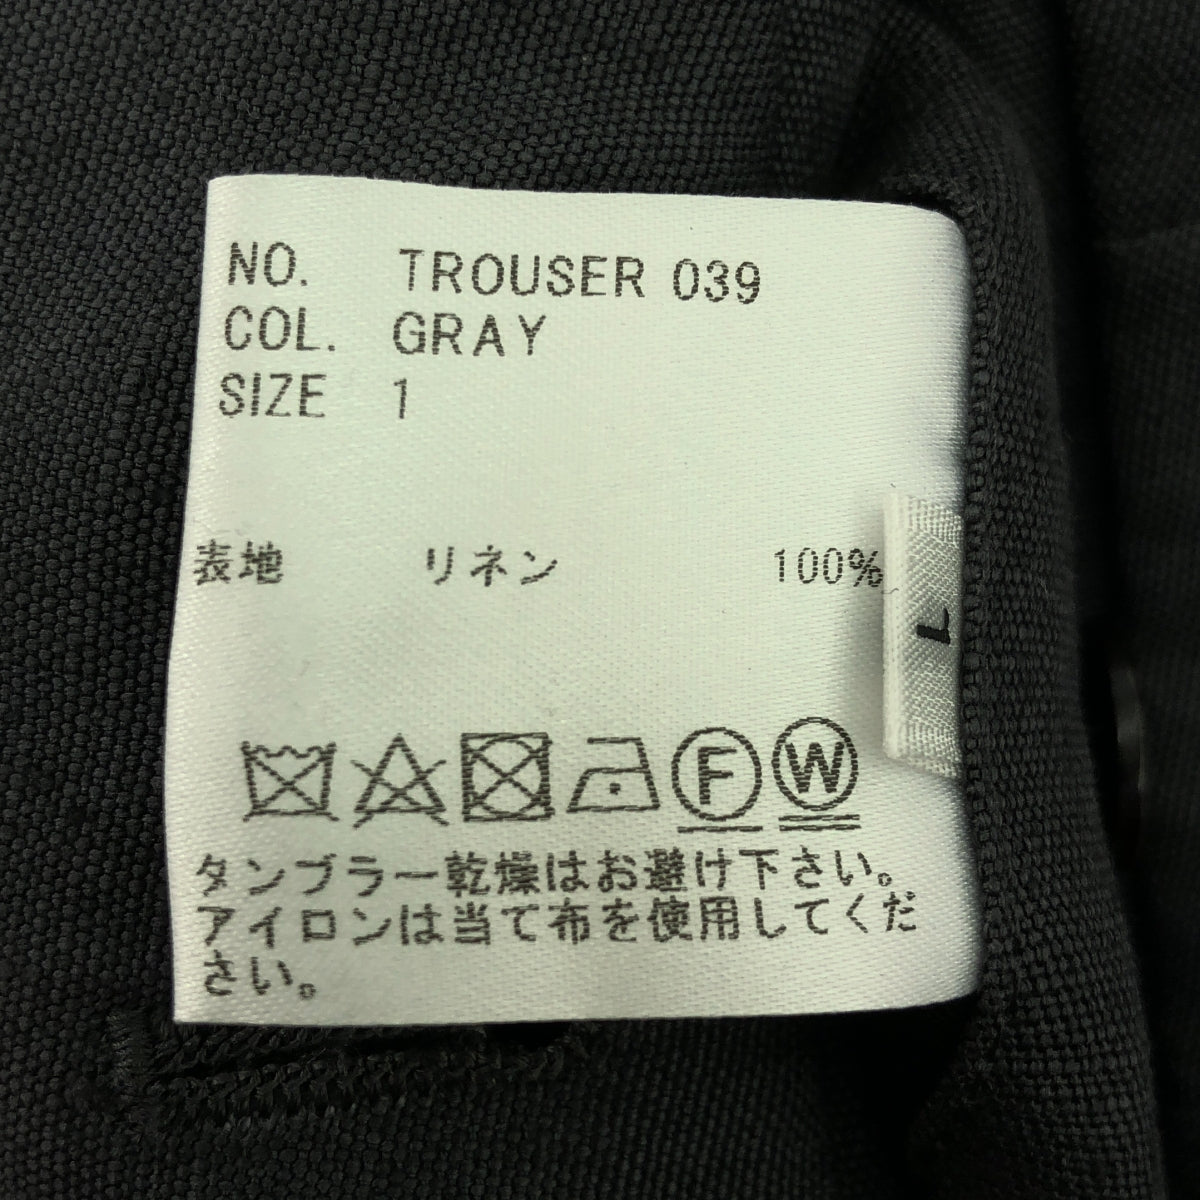 NO. TROUSER 039
COL. GRAY
SIZE 1
表地 リネン 100%
L
F W
タンブラー乾燥はお避け下さい。
アイロンは当て布を使用してくだ
さい。